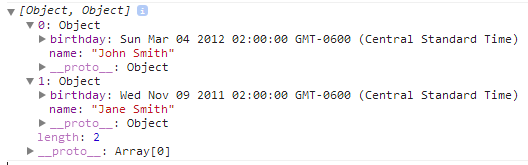 ▼ [Object, Object] i
▼ 0: Object
▶ birthday: Sun Mar 04 2012 02:00:00 GMT-0600 (Central Standard Time)
name: "John Smith"
▶ __proto__: Object
▼ 1: Object
▶ birthday: Wed Nov 09 2011 02:00:00 GMT-0600 (Central Standard Time)
name: "Jane Smith"
▶ __proto__: Object
length: 2
▶ __proto__: Array[0]